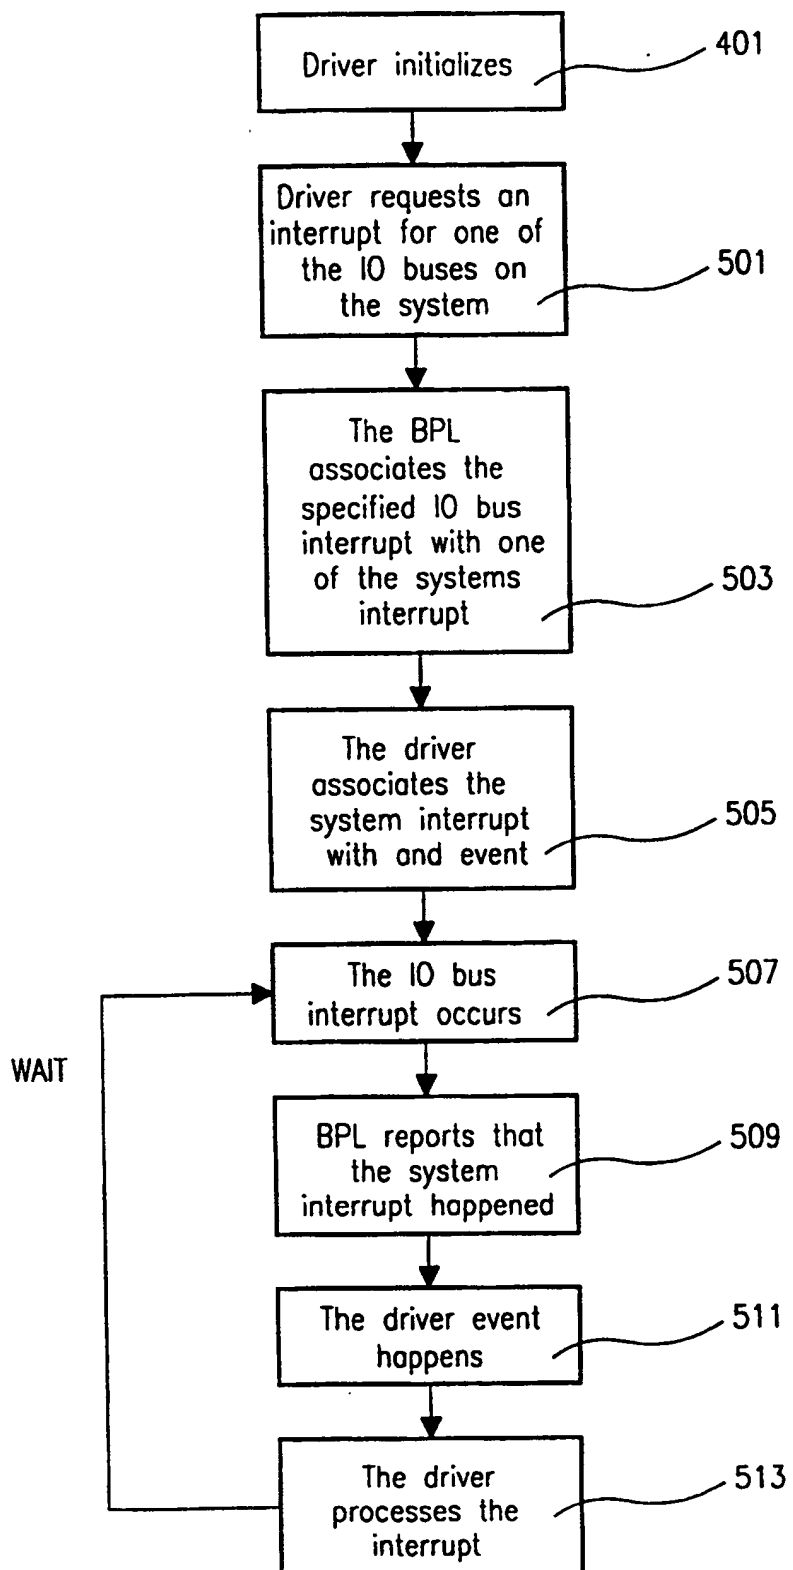 Driver initializes
401
Driver requests an
interrupt for one of
the IO buses on
the system
501
The BPL
associates the
specified IO bus
interrupt with one
of the systems
interrupt
503
The driver
associates the
system interrupt
with and event
505
The IO bus
interrupt occurs
507
WAIT
BPL reports that
the system
interrupt happened
509
The driver event
happens
511
The driver
processes the
interrupt
513